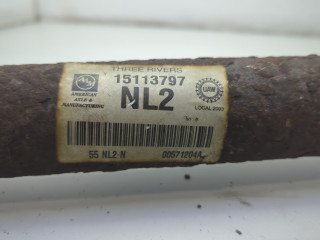 THREE RIVERS
15113797
AMERICAN
AXLE &
MANUFACTURING
NL2
UAW
LOCAL 2093
55 NL2 N
00571204A